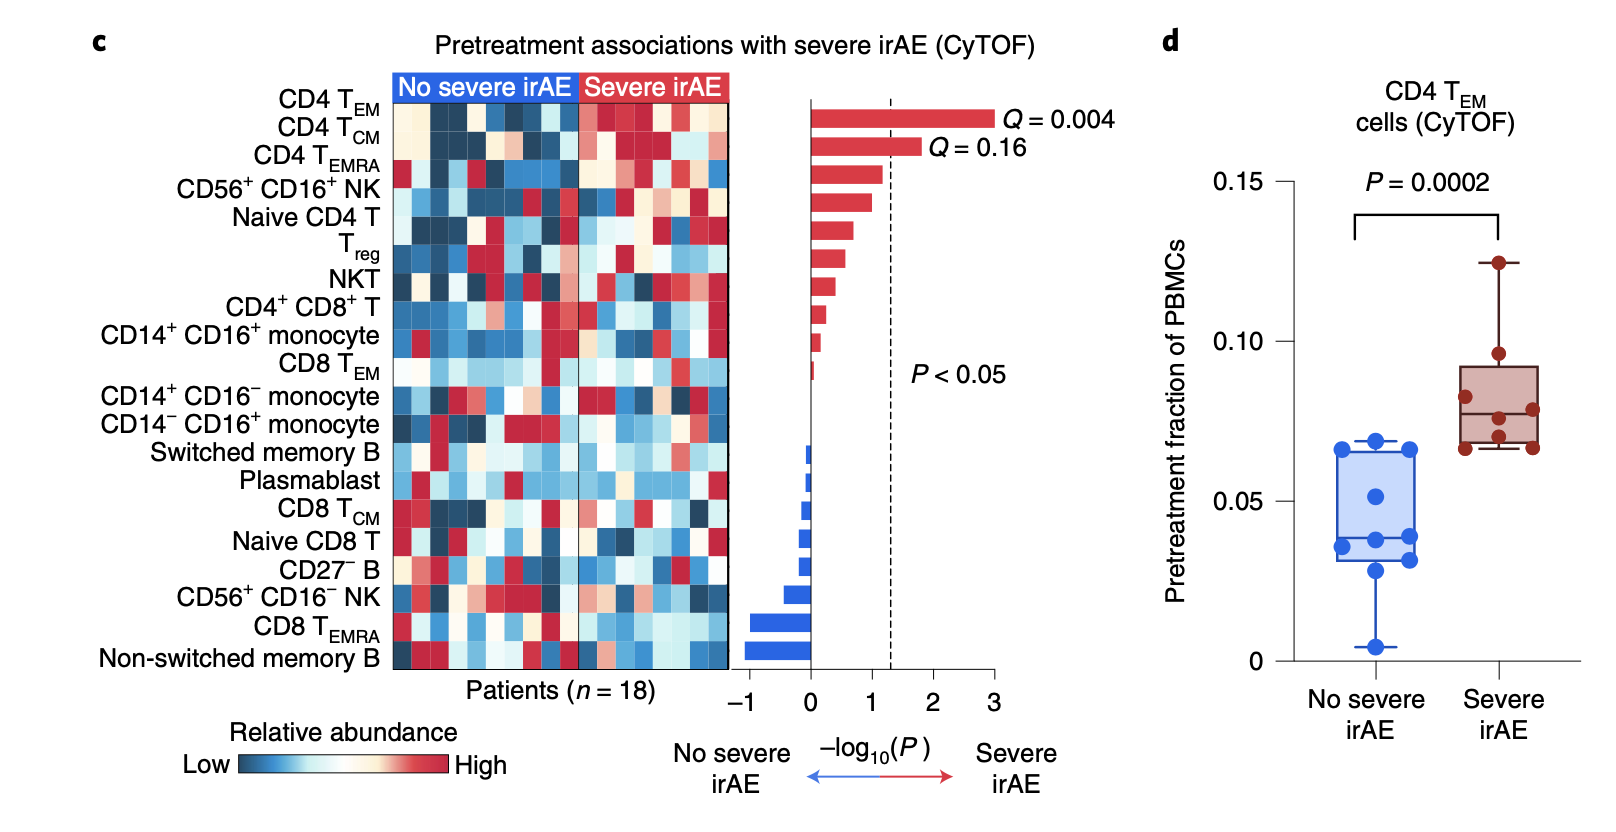 c
Pretreatment associations with severe irAE (CyTOF)
No severe irAE
Severe irAE
CD4 TEM
CD4 TCM
CD4 TEMRA
CD56+ CD16+ NK
Naive CD4 T
Treg
NKT
CD4+ CD8+ T
CD14+ CD16+ monocyte
CD8 TEM
CD14+ CD16− monocyte
CD14− CD16+ monocyte
Switched memory B
Plasmablast
CD8 TCM
Naive CD8 T
CD27− B
CD56+ CD16− NK
CD8 TEMRA
Non-switched memory B
Q = 0.004
Q = 0.16
P < 0.05
Patients (n = 18)
Relative abundance
Low
High
−1
0
1
2
3
No severe
irAE
−log10(P)
Severe
irAE
d
CD4 TEM
cells (CyTOF)
P = 0.0002
Pretreatment fraction of PBMCs
0.15
0.10
0.05
0
No severe
irAE
Severe
irAE